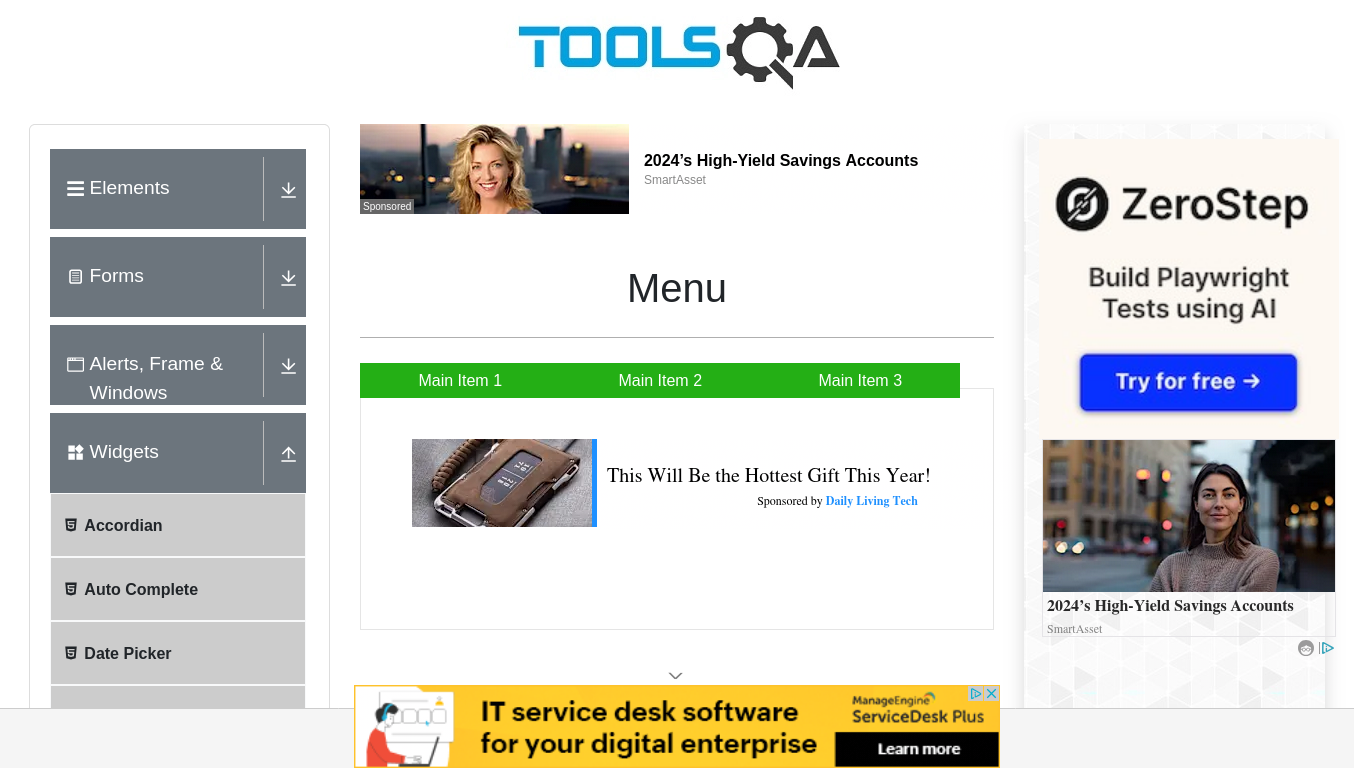 TOOLSQA
Elements
Forms
Alerts, Frame &
Windows
Widgets
Accordian
Auto Complete
Date Picker
Sponsored
2024’s High-Yield Savings Accounts
SmartAsset
Menu
Main Item 1
Main Item 2
Main Item 3
This Will Be the Hottest Gift This Year!
Sponsored by Daily Living Tech
ZeroStep
Build Playwright
Tests using AI
Try for free →
2024’s High-Yield Savings Accounts
SmartAsset
IT service desk software
for your digital enterprise
ManageEngine
ServiceDesk Plus
Learn more